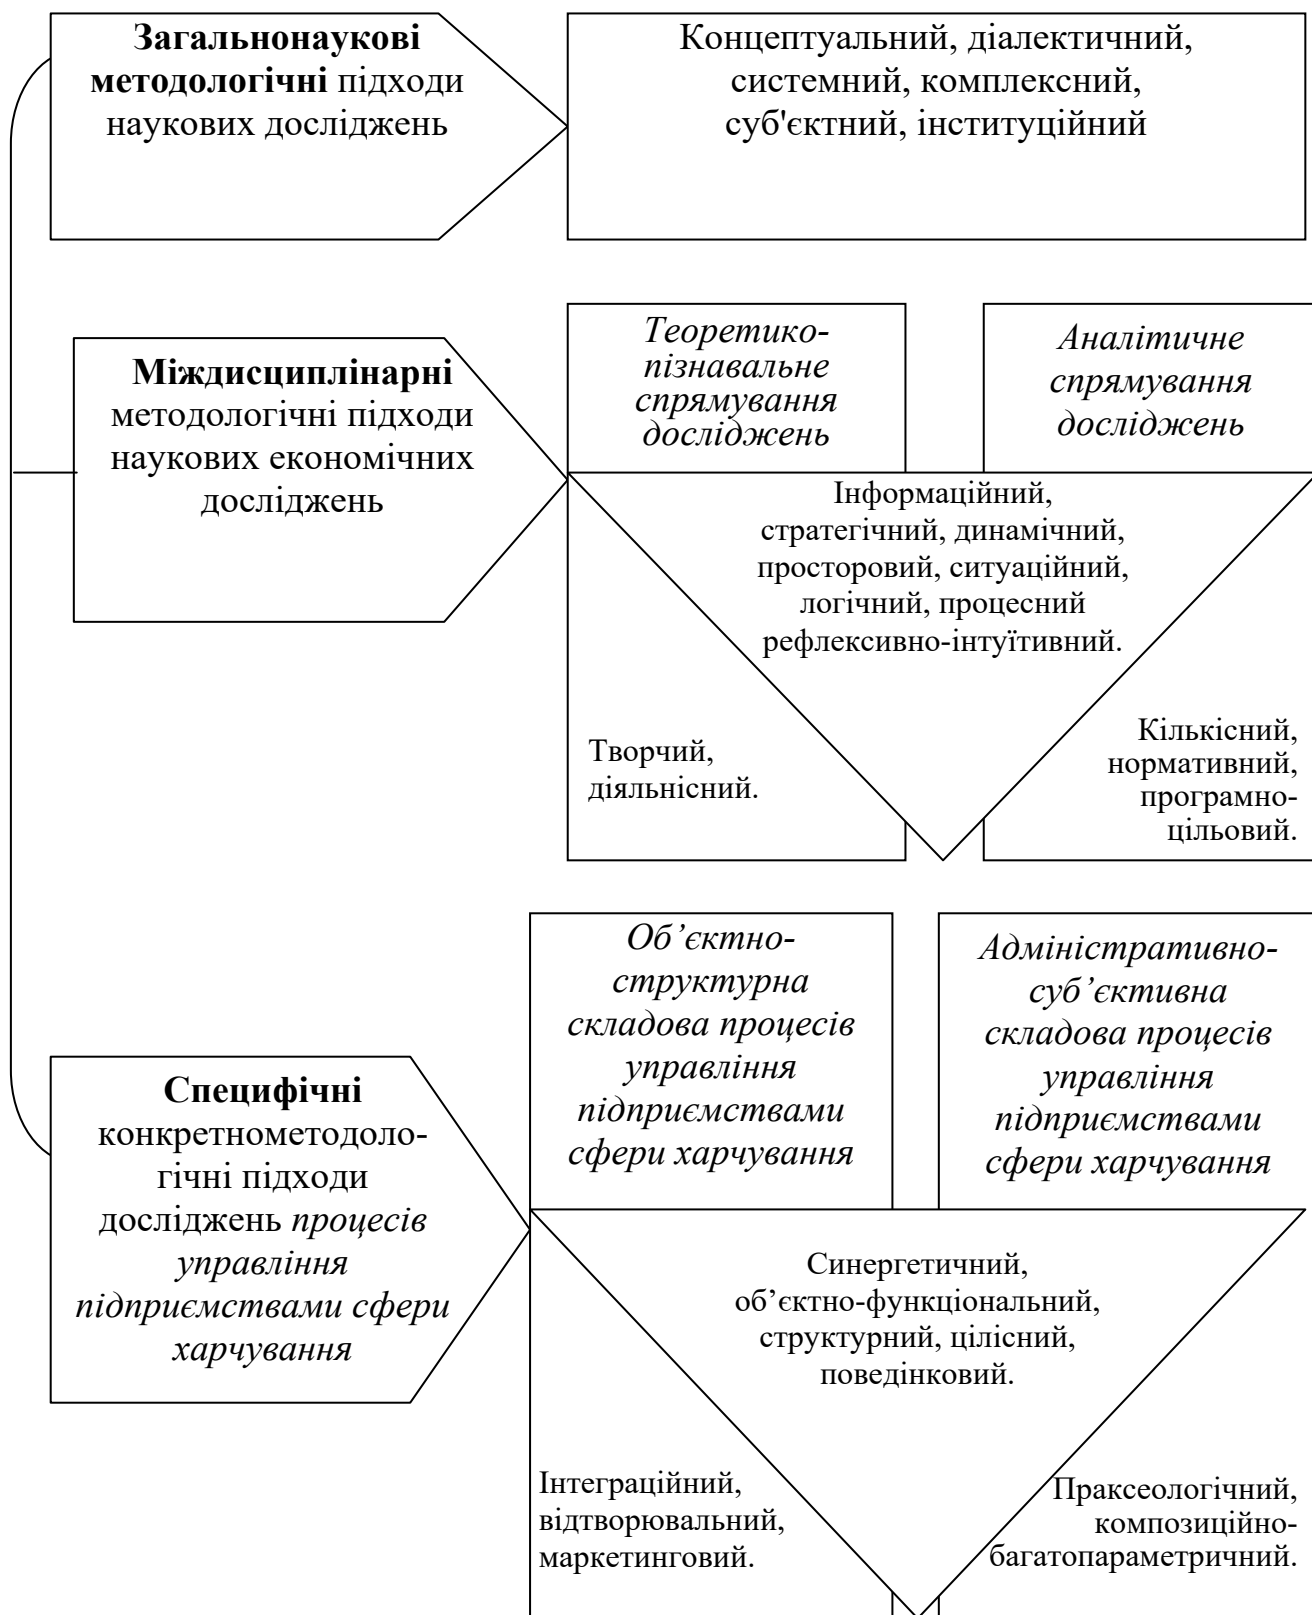 Загальнонаукові
методологічні підходи
наукових досліджень
Концептуальний, діалектичний,
системний, комплексний,
суб'єктний, інституційний
Міждисциплінарні
методологічні підходи
наукових економічних
досліджень
Теоретико-
пізнавальне
спрямування
досліджень
Аналітичне
спрямування
досліджень
Інформаційний,
стратегічний, динамічний,
просторовий, ситуаційний,
логічний, процесний
рефлексивно-інтуїтивний.
Творчий,
діяльнісний.
Кількісний,
нормативний,
програмно-
цільовий.
Специфічні
конкретнометодоло-
гічні підходи
досліджень процесів
управління
підприємствами сфери
харчування
Об’єктно-
структурна
складова процесів
управління
підприємствами
сфери харчування
Адміністративно-
суб’єктивна
складова процесів
управління
підприємствами
сфери харчування
Синергетичний,
об’єктно-функціональний,
структурний, цілісний,
поведінковий.
Інтеграційний,
відтворювальний,
маркетинговий.
Праксеологічний,
композиційно-
багатопараметричний.